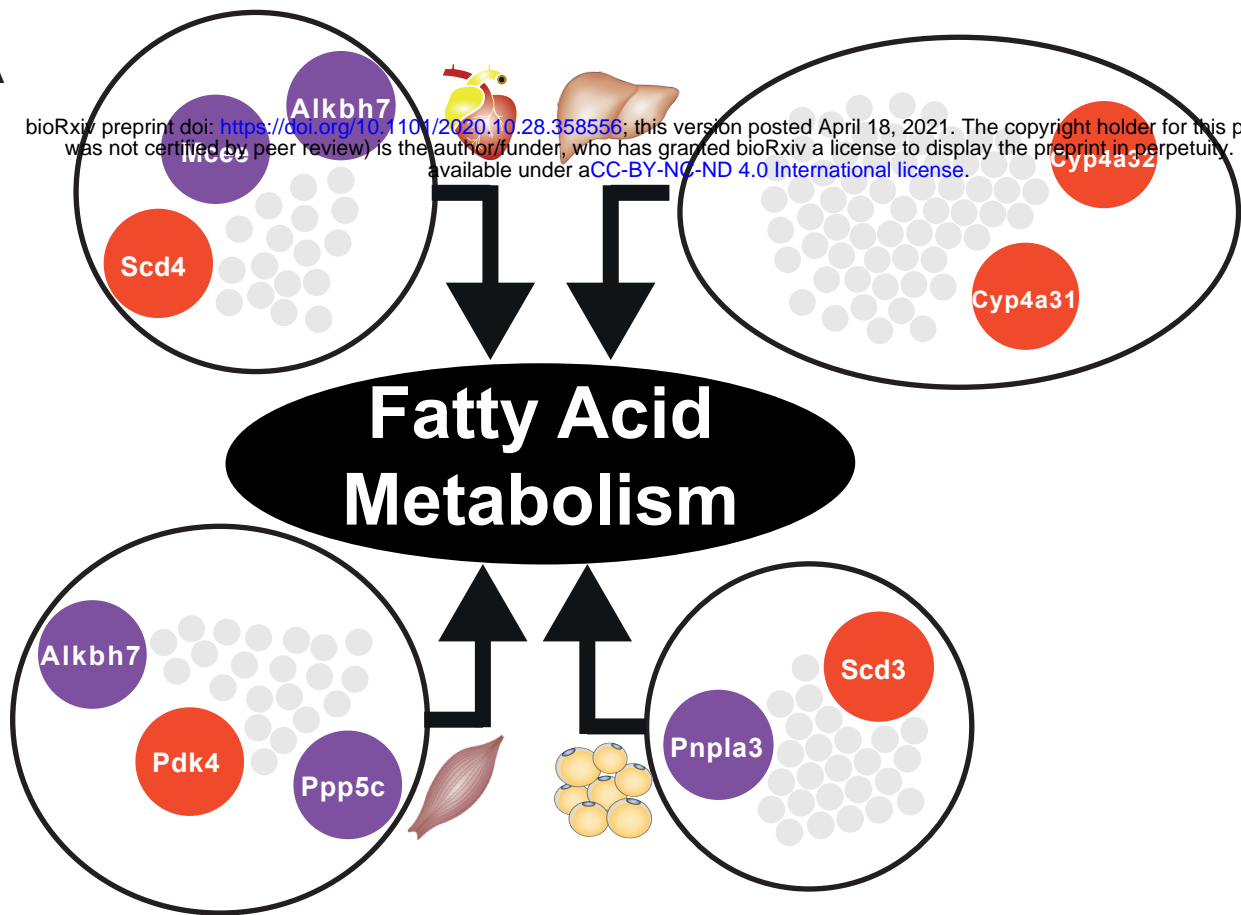 A
Alkbh7
bioRxiv preprint doi: https://doi.org/10.1101/2020.10.28.358556; this version posted April 18, 2021. The copyright holder for this p
was not certified by peer review) is the author/funder, who has granted bioRxiv a license to display the preprint in perpetuity.
Mcee
Cyp4a32
available under aCC-BY-NC-ND 4.0 International license.
Scd4
Cyp4a31
Fatty Acid
Metabolism
Alkbh7
Scd3
Pdk4
Pnpla3
Ppp5c